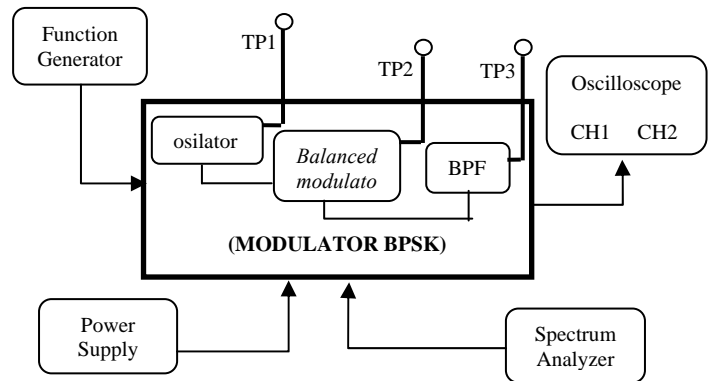 Function
Generator
TP1
TP2
TP3
Oscilloscope
CH1 CH2
osilator
Balanced
modulato
BPF
(MODULATOR BPSK)
Power
Supply
Spectrum
Analyzer